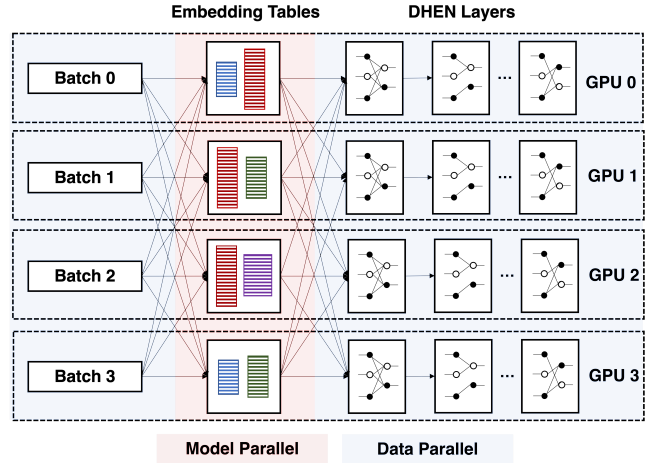 Embedding Tables DHEN Layers
Batch 0 ... GPU 0
Batch 1 ... GPU 1
Batch 2 ... GPU 2
Batch 3 ... GPU 3
Model Parallel Data Parallel